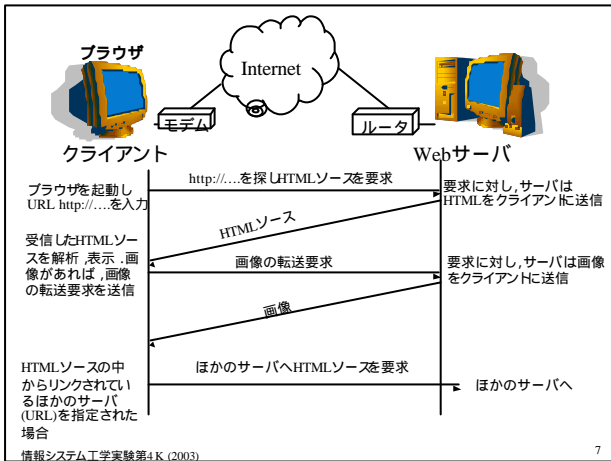 ブラウザ
Internet
モデム
ルータ
クライアント
Webサーバ
ブラウザを起動し
URL http://….を入力
http://….を探しHTMLソースを要求
要求に対し,サーバは
HTMLをクライアントに送信
HTMLソース
受信したHTMLソー
スを解析,表示.画
像があれば,画像
の転送要求を送信
画像の転送要求
要求に対し,サーバは画像
をクライアントに送信
画像
HTMLソースの中
からリンクされてい
るほかのサーバ
(URL)を指定された
場合
ほかのサーバへHTMLソースを要求
ほかのサーバへ
情報システム工学実験第4 K (2003)
7